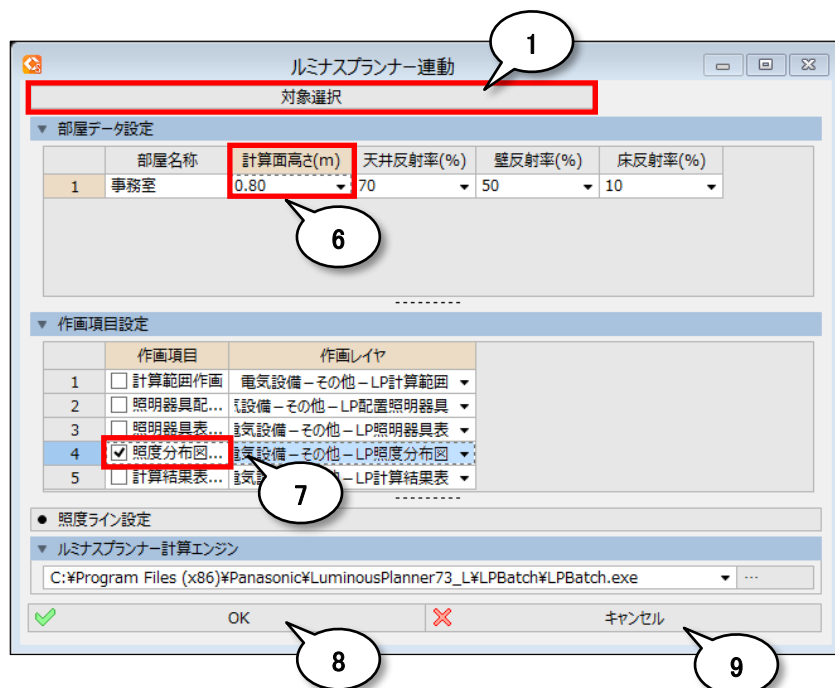 1
ルミナスプランナー連動
対象選択
▼ 部屋データ設定
部屋名称 計算面高さ(m) 天井反射率(%) 壁反射率(%) 床反射率(%)
1 事務室 0.80 70 50 10
6
▼ 作画項目設定
作画項目 作画レイヤ
1 計算範囲作画 電気設備－その他－LP計算範囲
2 照明器具配... 設備－その他－LP配置照明器具
3 照明器具表... 気設備－その他－LP照明器具表
4 照度分布図... 気設備－その他－LP照度分布図
5 計算結果表... 気設備－その他－LP計算結果表
7
● 照度ライン設定
▼ ルミナスプランナー計算エンジン
C:¥Program Files (x86)¥Panasonic¥LuminousPlanner73_L¥LPBatch¥LPBatch.exe ...
OK キャンセル
8 9